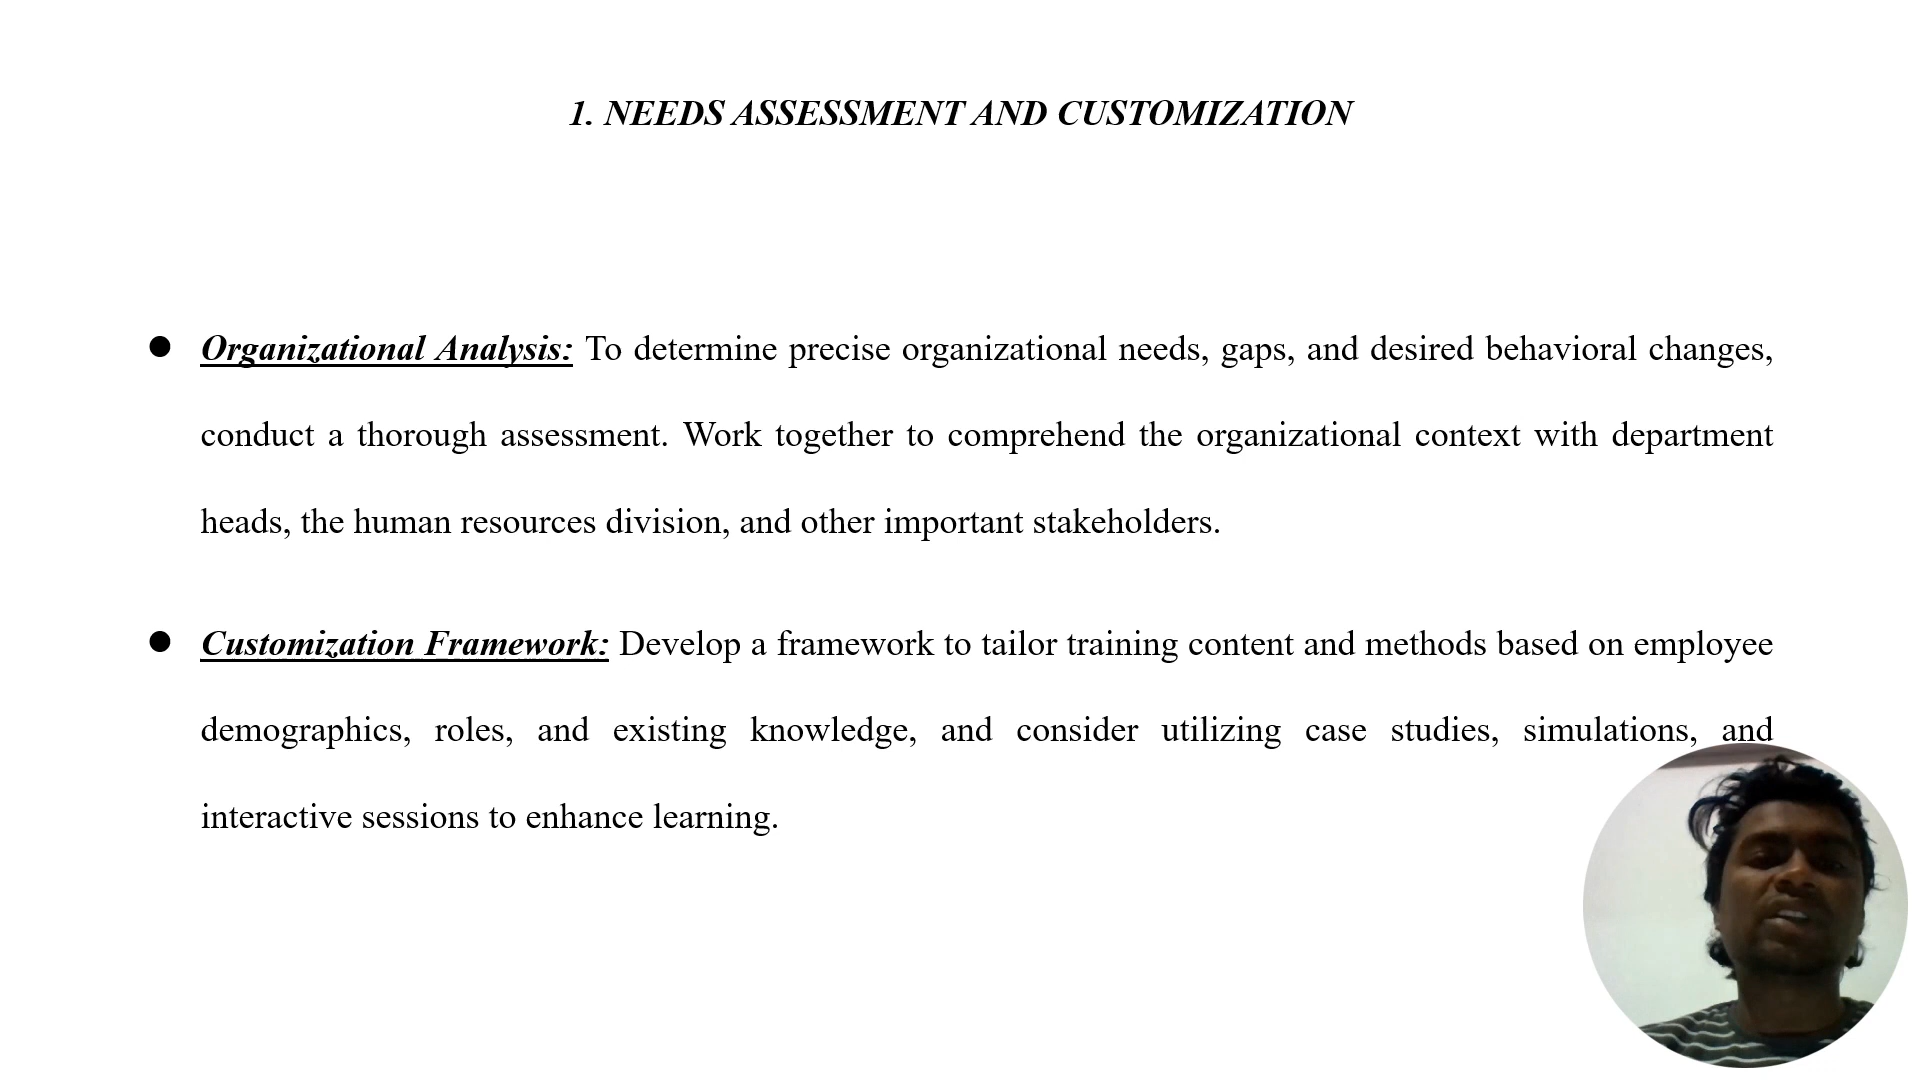 1. NEEDS ASSESSMENT AND CUSTOMIZATION
● Organizational Analysis: To determine precise organizational needs, gaps, and desired behavioral changes,
conduct a thorough assessment. Work together to comprehend the organizational context with department
heads, the human resources division, and other important stakeholders.
● Customization Framework: Develop a framework to tailor training content and methods based on employee
demographics, roles, and existing knowledge, and consider utilizing case studies, simulations, and
interactive sessions to enhance learning.